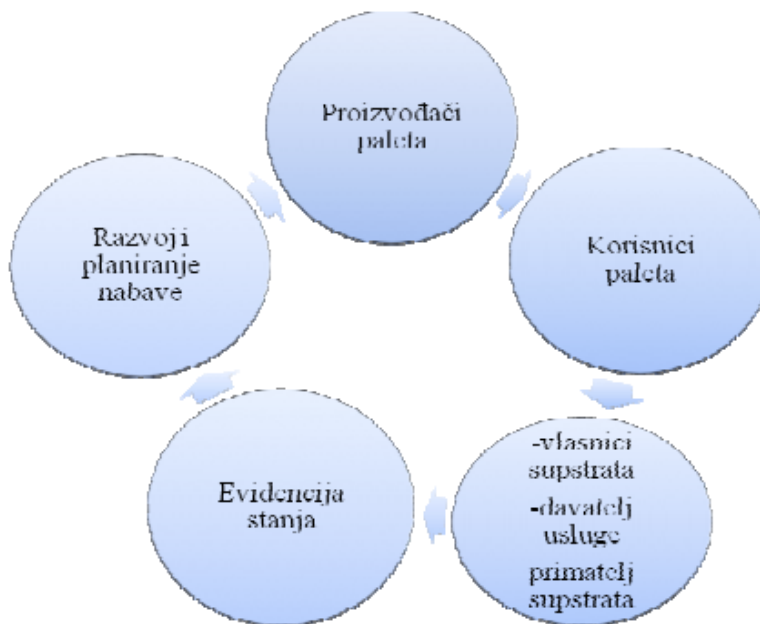 Proizvođači
paleta
Korisnici
paleta
-vlasnici
supstrata
-davatelj
usluge
primatelj
supstrata
Evidencija
stanja
Razvoj i
planiranje
nabave